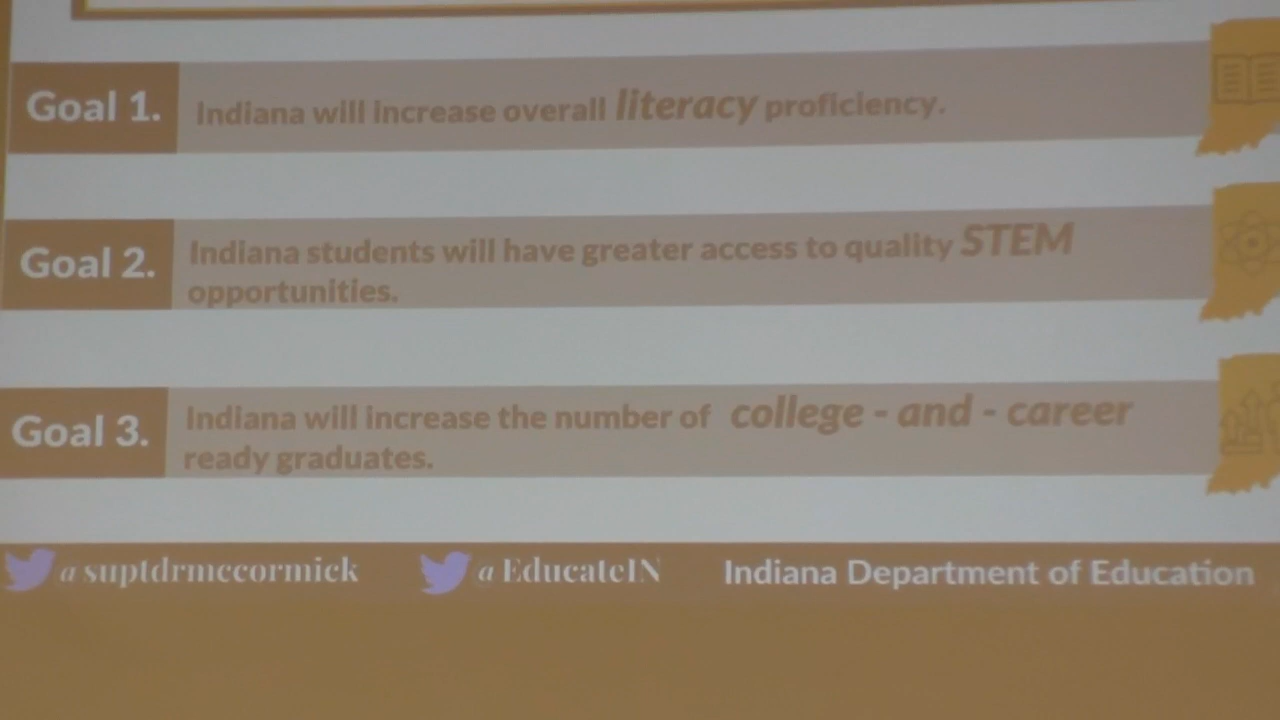 Goal 1.
Indiana will increase overall literacy proficiency.
Goal 2.
Indiana students will have greater access to quality STEM
opportunities.
Goal 3.
Indiana will increase the number of college - and - career
ready graduates.
@suptdrmccormick @EducateIN Indiana Department of Education